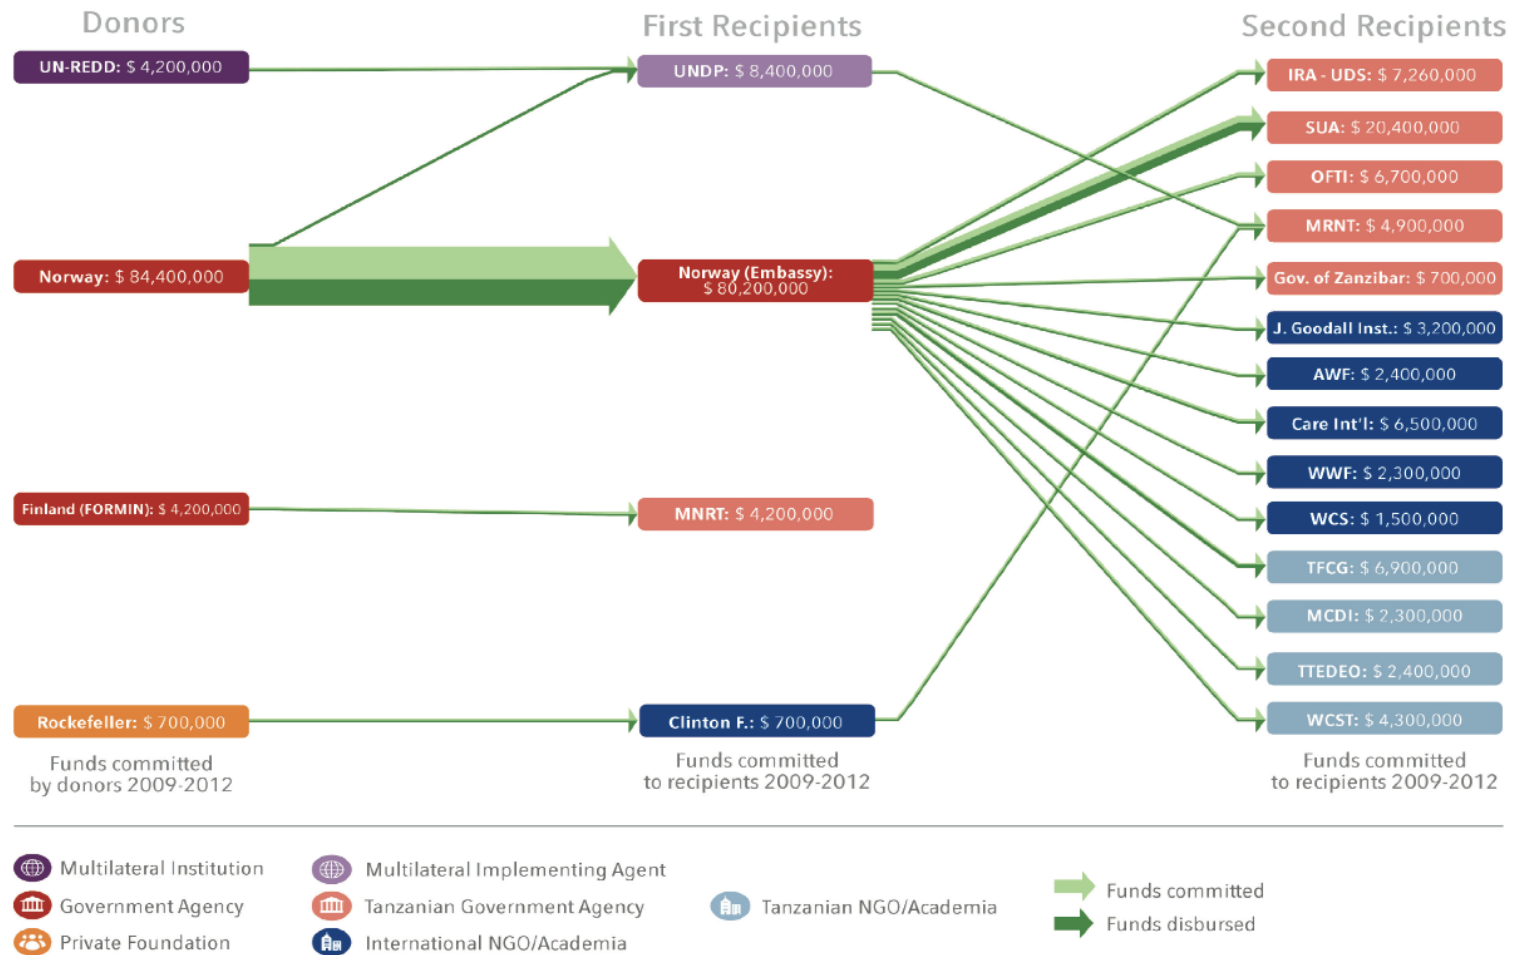 Donors
First Recipients
Second Recipients
UN-REDD: $ 4,200,000
Norway: $ 84,400,000
Finland (FORMIN): $ 4,200,000
Rockefeller: $ 700,000
Funds committed
by donors 2009-2012
UNDP: $ 8,400,000
Norway (Embassy):
$ 80,200,000
MNRT: $ 4,200,000
Clinton F.: $ 700,000
Funds committed
to recipients 2009-2012
IRA - UDS: $ 7,260,000
SUA: $ 20,400,000
OFTI: $ 6,700,000
MRNT: $ 4,900,000
Gov. of Zanzibar: $ 700,000
J. Goodall Inst.: $ 3,200,000
AWF: $ 2,400,000
Care Int'l: $ 6,500,000
WWF: $ 2,300,000
WCS: $ 1,500,000
TFCG: $ 6,900,000
MCDI: $ 2,300,000
TTEDEO: $ 2,400,000
WCST: $ 4,300,000
Funds committed
to recipients 2009-2012
Multilateral Institution
Government Agency
Private Foundation
Multilateral Implementing Agent
Tanzanian Government Agency
International NGO/Academia
Tanzanian NGO/Academia
Funds committed
Funds disbursed